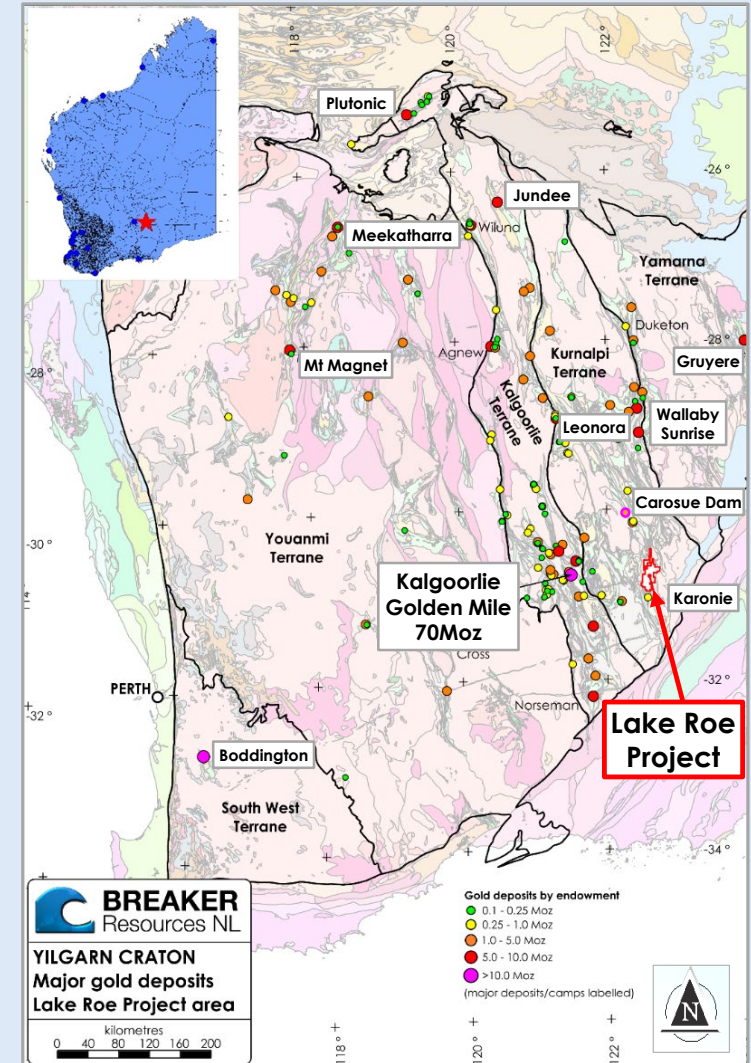 118°
120°
122°
Plutonic
-26°
Jundee
Meekatharra
Wiluna
Yamarna
Terrane
Duketon
Agnew
Kurnalpi
Terrane
Gruyere
-28°
-28°
Mt Magnet
Kalgoorlie
Terrane
Leonora
Wallaby
Sunrise
Carosue Dam
-30°
Youanmi
Terrane
Kalgoorlie
Golden Mile
70Moz
Karonie
Cross
-32°
PERTH
-32°
Norseman
Lake Roe
Project
Boddington
South West
Terrane
-34°
BREAKER
Resources NL
YILGARN CRATON
Major gold deposits
Lake Roe Project area
kilometres
0 40 80 120 160 200
Gold deposits by endowment
0.1 - 0.25 Moz
0.25 - 1.0 Moz
1.0 - 5.0 Moz
5.0 - 10.0 Moz
>10.0 Moz
(major deposits/camps labelled)
N
118°
120°
122°